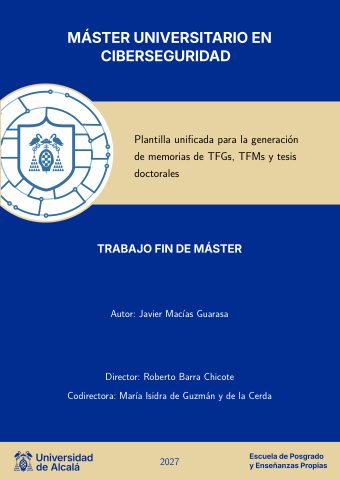 MÁSTER UNIVERSITARIO EN
CIBERSEGURIDAD
Plantilla unificada para la generación
de memorias de TFGs, TFMs y tesis
doctorales
TRABAJO FIN DE MÁSTER
Autor: Javier Macías Guarasa
Director: Roberto Barra Chicote
Codirectora: María Isidra de Guzmán y de la Cerda
Universidad
de Alcalá
2027
Escuela de Posgrado
y Enseñanzas Propias